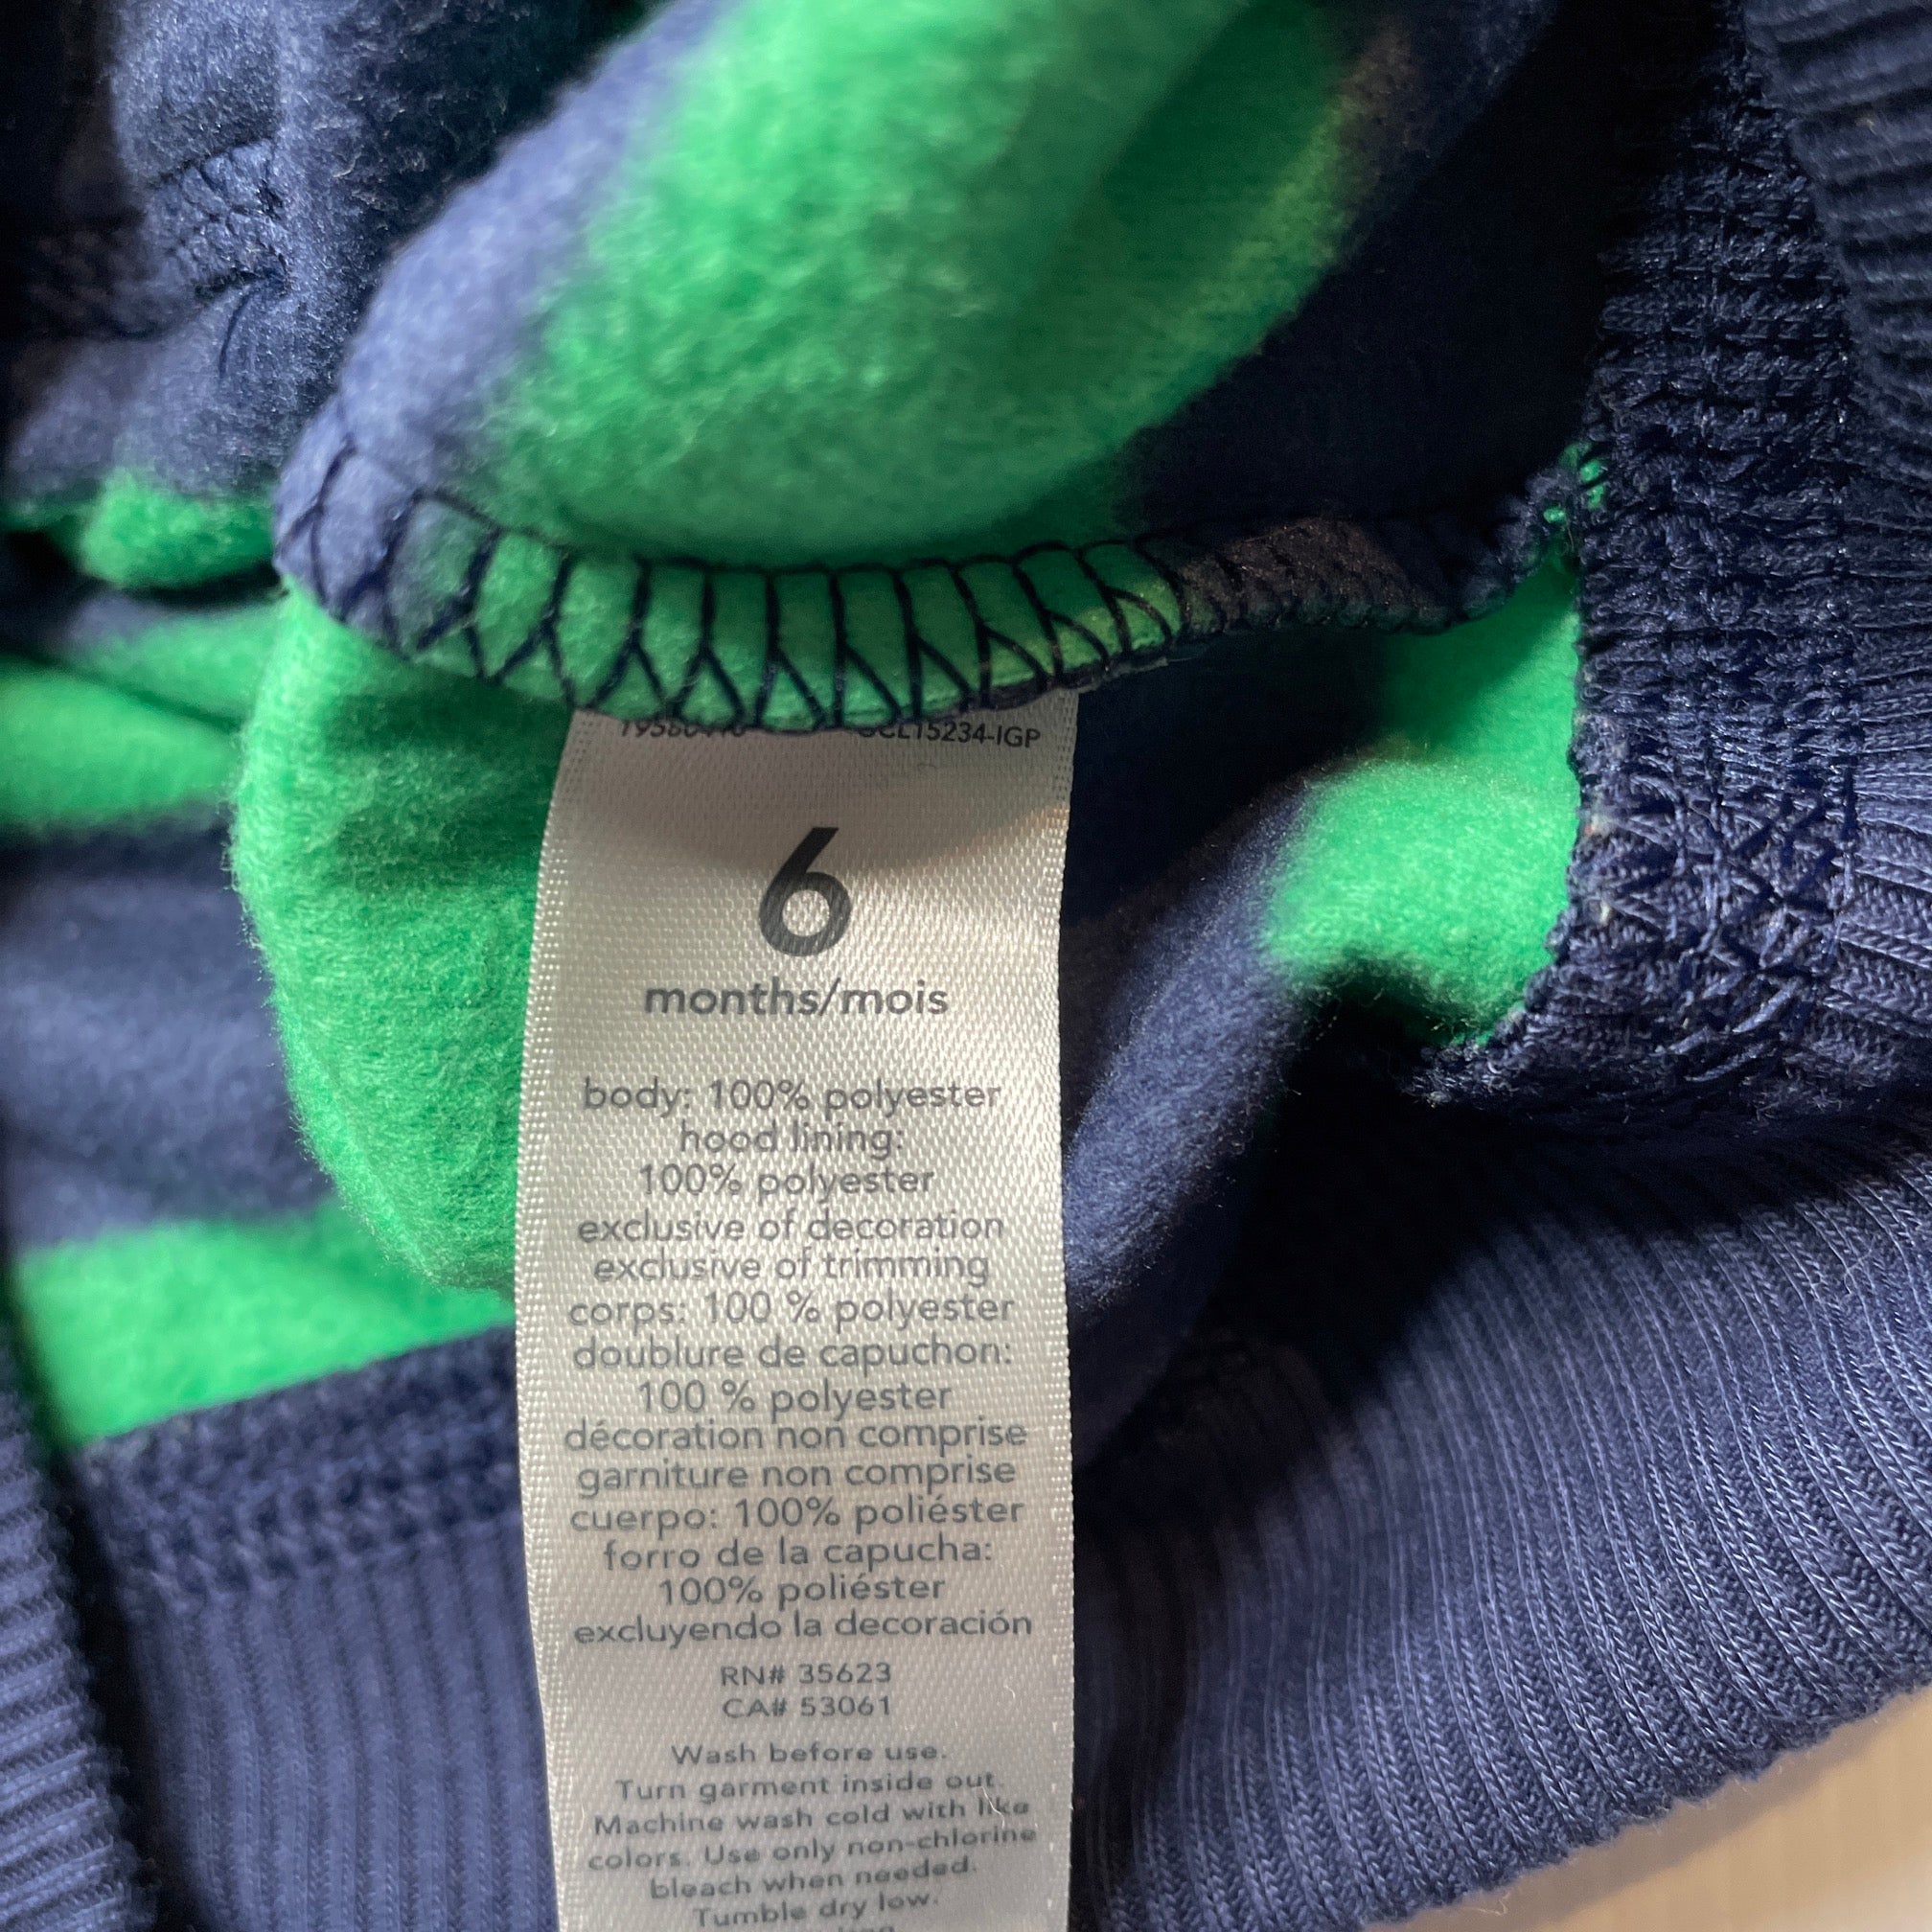 6
months/mois
body: 100% polyester
hood lining:
100% polyester
exclusive of decoration
exclusive of trimming
corps: 100 % polyester
doublure de capuchon:
100 % polyester
décoration non comprise
garniture non comprise
cuerpo: 100% poliéster
forro de la capucha:
100% poliéster
excluyendo la decoración
RN# 35623
CA# 53061
Wash before use.
Turn garment inside out.
Machine wash cold with like
colors. Use only non-chlorine
bleach when needed.
Tumble dry low.